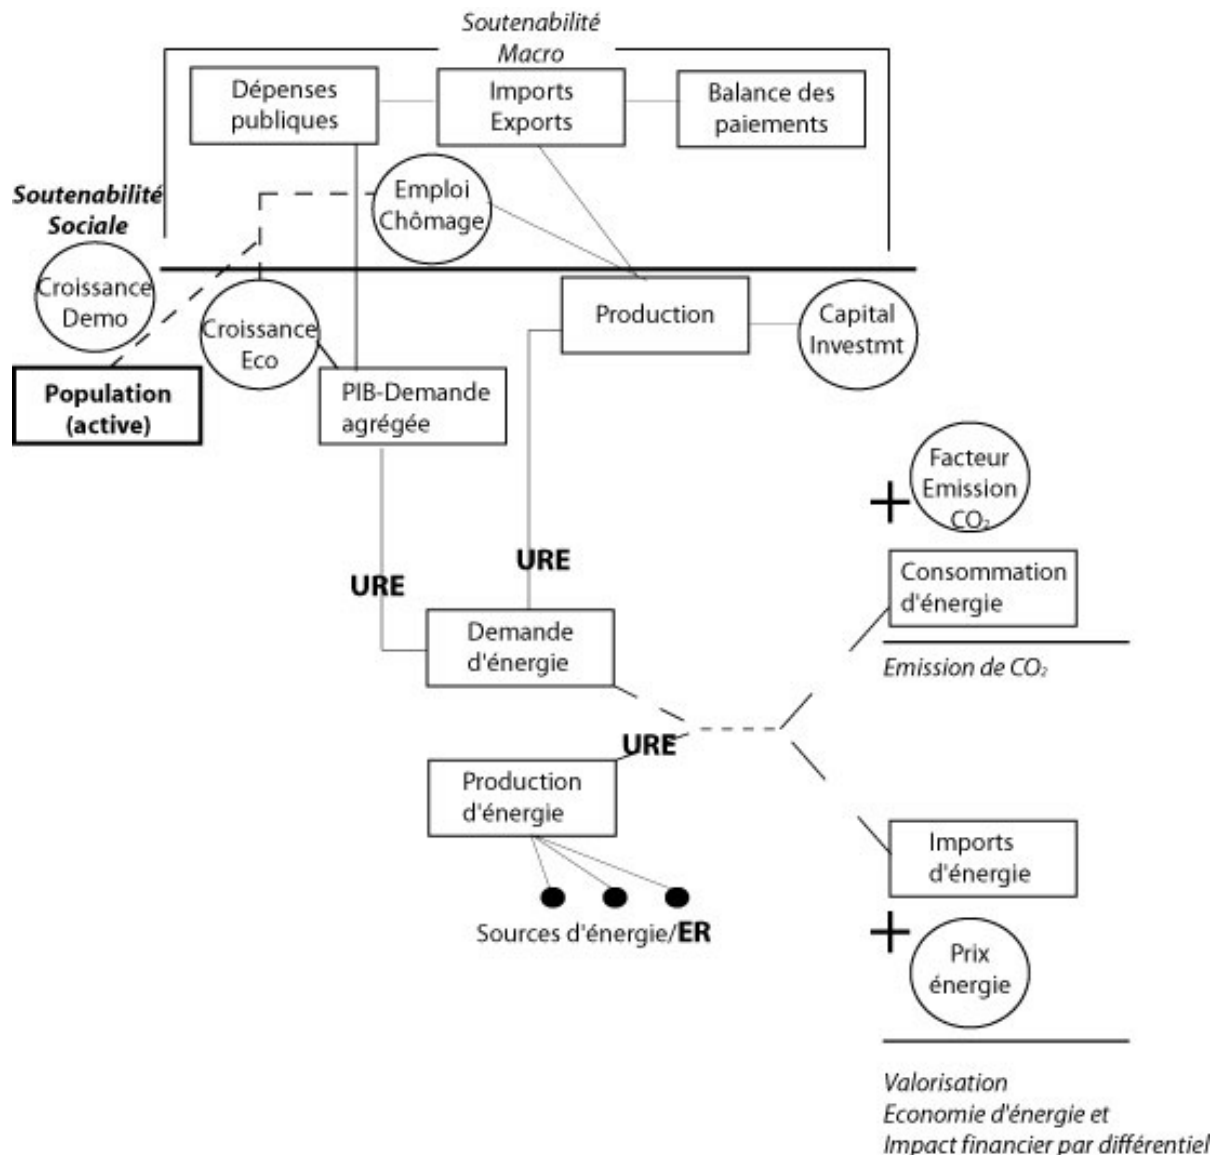 Soutenabilité
Macro
Dépenses
publiques
Imports
Exports
Balance des
paiements
Soutenabilité
Sociale
Emploi
Chômage
Croissance
Demo
Croissance
Eco
Production
Capital
Investmt
Population
(active)
PIB-Demande
agrégée
Facteur
Emission
CO₂
URE
URE
Consommation
d'énergie
Demande
d'énergie
Emission de CO₂
URE
Production
d'énergie
Imports
d'énergie
Sources d'énergie/ER
Prix
énergie
Valorisation
Economie d'énergie et
Impact financier par différentiel